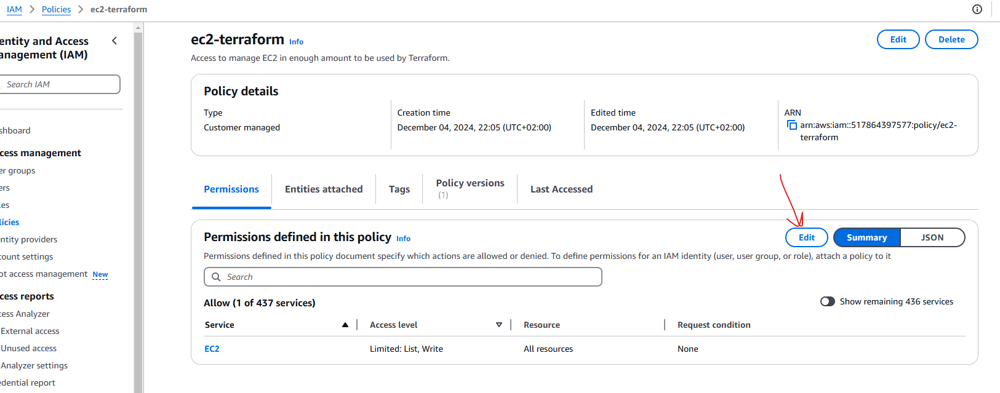 IAM > Policies > ec2-terraform
entity and Access
anagement (IAM)
Search IAM
shboard
cess management
er groups
ers
les
licies
entity providers
count settings
ot access management New
cess reports
cess Analyzer
External access
Unused access
Analyzer settings
edential report
ec2-terraform Info
Edit Delete
Access to manage EC2 in enough amount to be used by Terraform.
Policy details
Type
Customer managed
Creation time
December 04, 2024, 22:05 (UTC+02:00)
Edited time
December 04, 2024, 22:05 (UTC+02:00)
ARN
arn:aws:iam::517864397577:policy/ec2-
terraform
Permissions
Entities attached
Tags
Policy versions
(1)
Last Accessed
Permissions defined in this policy Info
Edit Summary JSON
Permissions defined in this policy document specify which actions are allowed or denied. To define permissions for an IAM identity (user, user group, or role), attach a policy to it
Search
Allow (1 of 437 services)
Show remaining 436 services
Service Access level Resource Request condition
EC2 Limited: List, Write All resources None